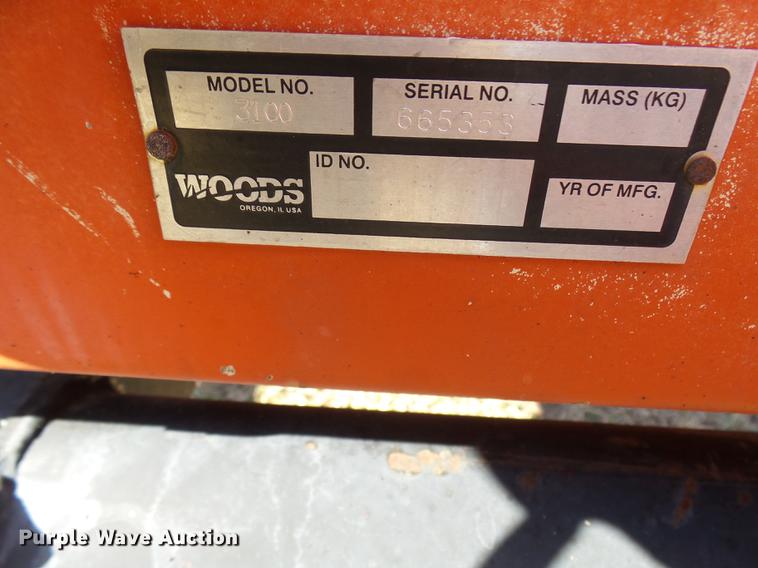 MODEL NO.
3100
SERIAL NO.
665353
MASS (KG)
ID NO.
WOODS
OREGON, IL USA
YR OF MFG.
Purple Wave Auction